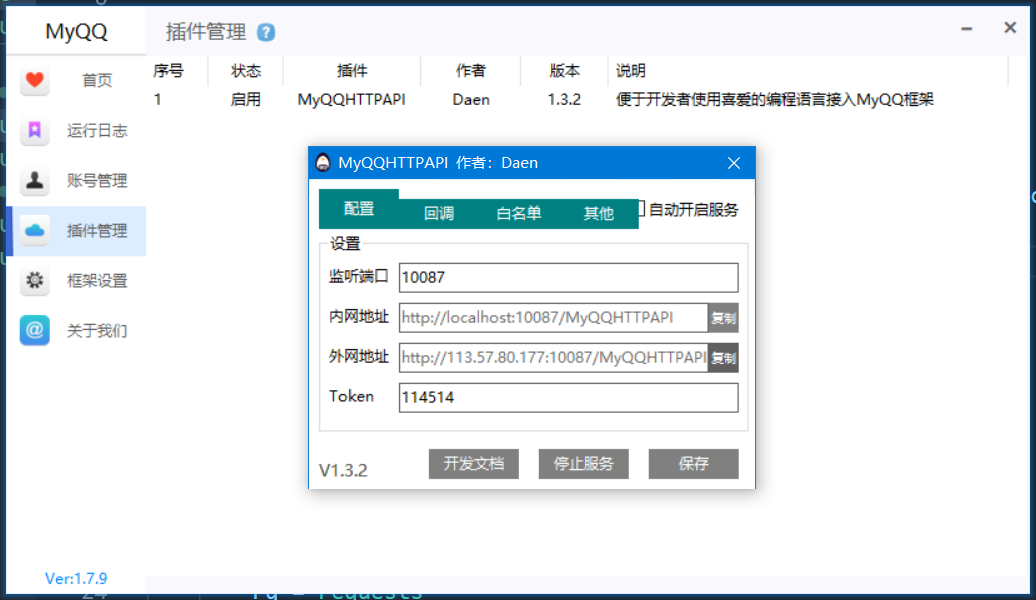 MyQQ
插件管理 ?
首页
运行日志
账号管理
插件管理
框架设置
关于我们
Ver:1.7.9
序号 状态 插件 作者 版本 说明
1 启用 MyQQHTTPAPI Daen 1.3.2 便于开发者使用喜爱的编程语言接入MyQQ框架
MyQQHTTPAPI 作者：Daen
配置 回调 白名单 其他 自动开启服务
设置
监听端口 10087
内网地址 http://localhost:10087/MyQQHTTPAPI 复制
外网地址 http://113.57.80.177:10087/MyQQHTTPAPI 复制
Token 114514
V1.3.2 开发文档 停止服务 保存